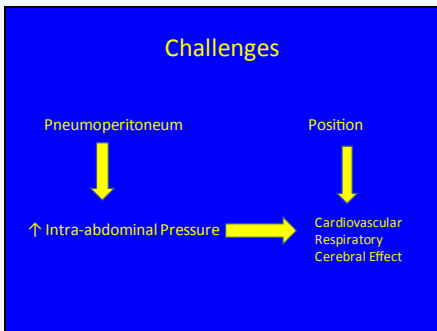 Challenges
Pneumoperitoneum
Position
↑ Intra-abdominal Pressure
Cardiovascular
Respiratory
Cerebral Effect